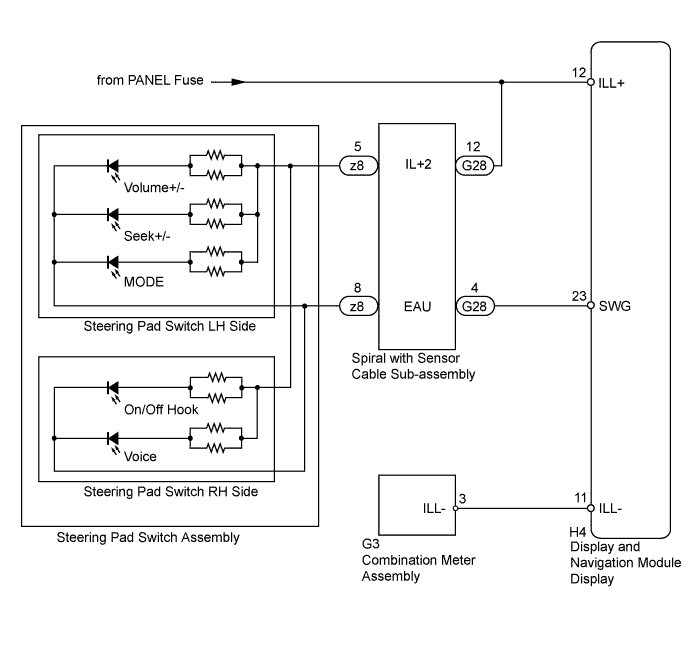 from PANEL Fuse
12
ILL+
5
12
z8
IL+2
G28
Volume+/-
Seek+/-
MODE
8
4
23
z8
EAU
G28
SWG
Steering Pad Switch LH Side
Spiral with Sensor
Cable Sub-assembly
On/Off Hook
Voice
Steering Pad Switch RH Side
3
11
ILL-
ILL-
Steering Pad Switch Assembly
G3
Combination Meter
Assembly
H4
Display and
Navigation Module
Display